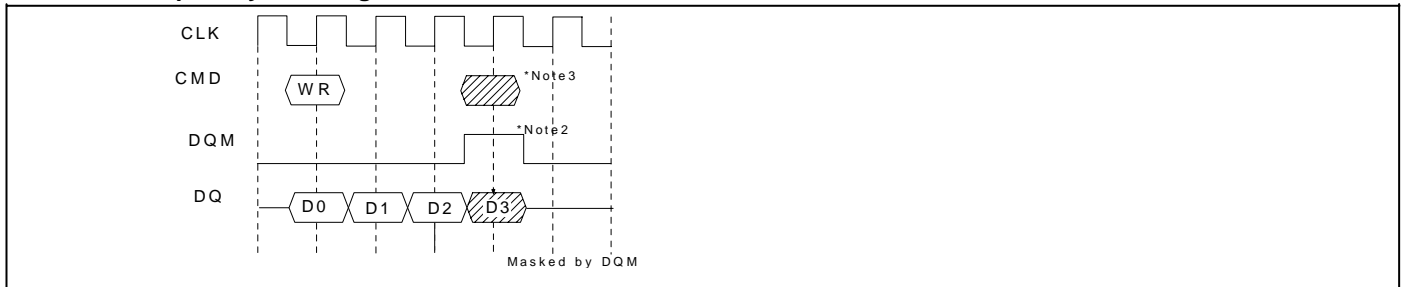 CLK
CMD WR *Note3
DQM *Note2
DQ D0 D1 D2 D3
Masked by DQM